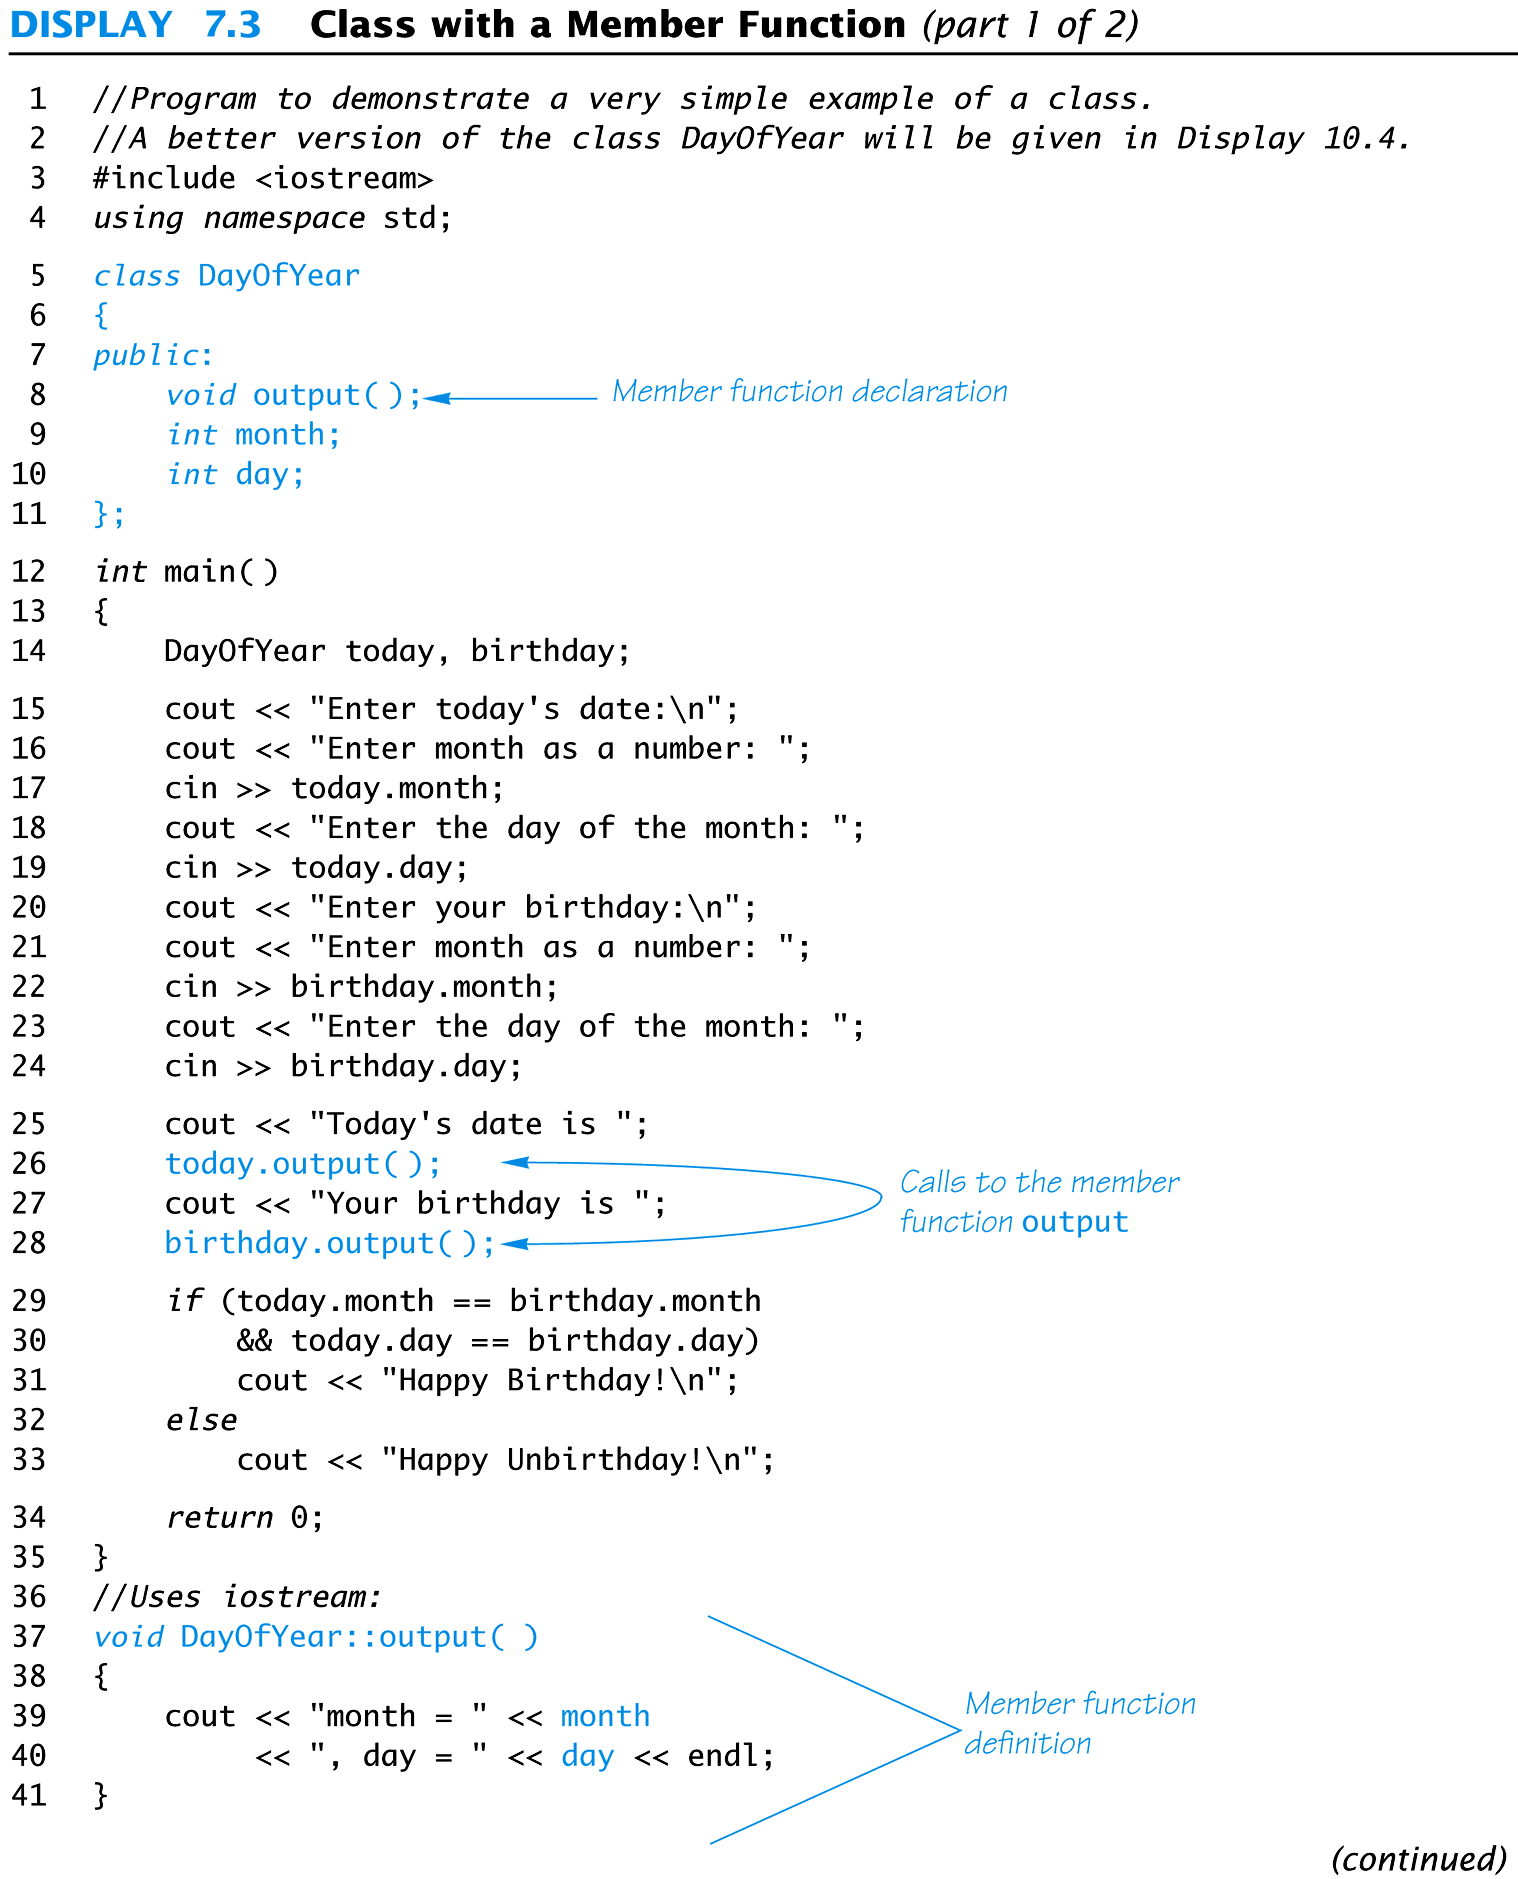 DISPLAY 7.3 Class with a Member Function (part 1 of 2)
1 //Program to demonstrate a very simple example of a class.
2 //A better version of the class DayOfYear will be given in Display 10.4.
3 #include <iostream>
4 using namespace std;
5 class DayOfYear
6 {
7 public:
8     void output( ); Member function declaration
9     int month;
10     int day;
11 };
12 int main( )
13 {
14     DayOfYear today, birthday;
15     cout << "Enter today's date:\n";
16     cout << "Enter month as a number: ";
17     cin >> today.month;
18     cout << "Enter the day of the month: ";
19     cin >> today.day;
20     cout << "Enter your birthday:\n";
21     cout << "Enter month as a number: ";
22     cin >> birthday.month;
23     cout << "Enter the day of the month: ";
24     cin >> birthday.day;
25     cout << "Today's date is ";
26     today.output( );
27     cout << "Your birthday is ";
28     birthday.output( );
Calls to the member
function output
29     if (today.month == birthday.month
30         && today.day == birthday.day)
31         cout << "Happy Birthday!\n";
32     else
33         cout << "Happy Unbirthday!\n";
34     return 0;
35 }
36 //Uses iostream:
37 void DayOfYear::output( )
38 {
39     cout << "month = " << month
40          << ", day = " << day << endl;
41 }
Member function
definition
(continued)